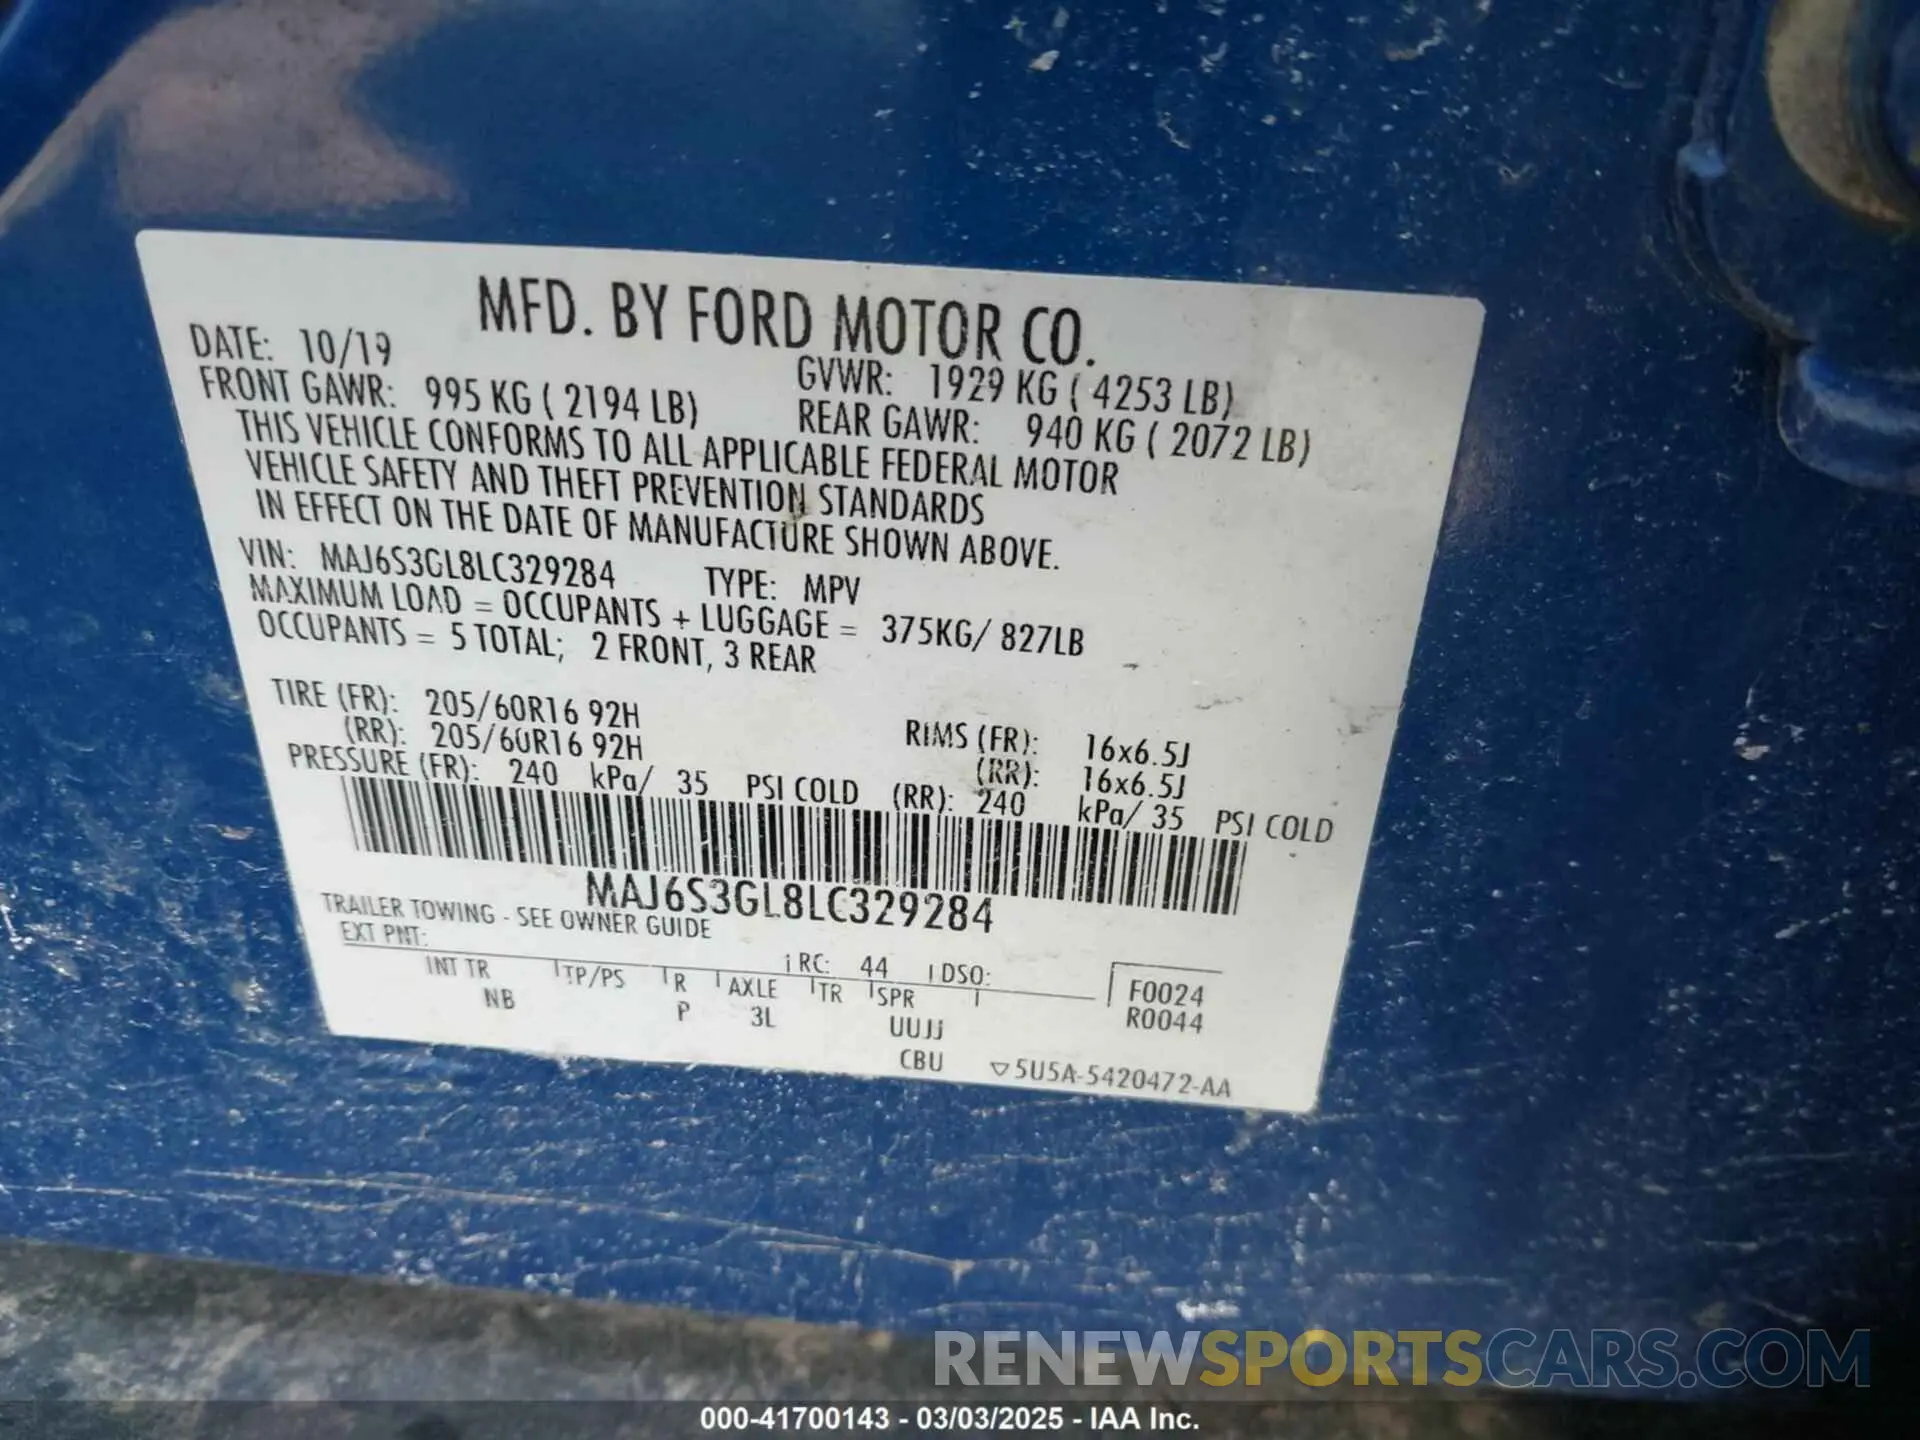 MFD. BY FORD MOTOR CO.
DATE: 10/19 GVWR: 1929 KG ( 4253 LB)
FRONT GAWR: 995 KG ( 2194 LB) REAR GAWR: 940 KG ( 2072 LB)
THIS VEHICLE CONFORMS TO ALL APPLICABLE FEDERAL MOTOR
VEHICLE SAFETY AND THEFT PREVENTION STANDARDS
IN EFFECT ON THE DATE OF MANUFACTURE SHOWN ABOVE.
VIN: MAJ6S3GL8LC329284 TYPE: MPV
MAXIMUM LOAD = OCCUPANTS + LUGGAGE = 375KG/ 827LB
OCCUPANTS = 5 TOTAL; 2 FRONT, 3 REAR
TIRE (FR): 205/60R16 92H RIMS (FR): 16x6.5J
(RR): 205/60R16 92H (RR): 16x6.5J
PRESSURE (FR): 240 kPa/ 35 PSI COLD (RR): 240 kPa/ 35 PSI COLD
MAJ6S3GL8LC329284
TRAILER TOWING - SEE OWNER GUIDE
EXT PNT: RC: 44 DSO:
INT TR TP/PS R AXLE TR SPR F0024
NB P 3L UUJJ R0044
CBU ▽5U5A-5420472-AA
RENEWSPORTSCARS.COM
000-41700143 - 03/03/2025 - IAA Inc.